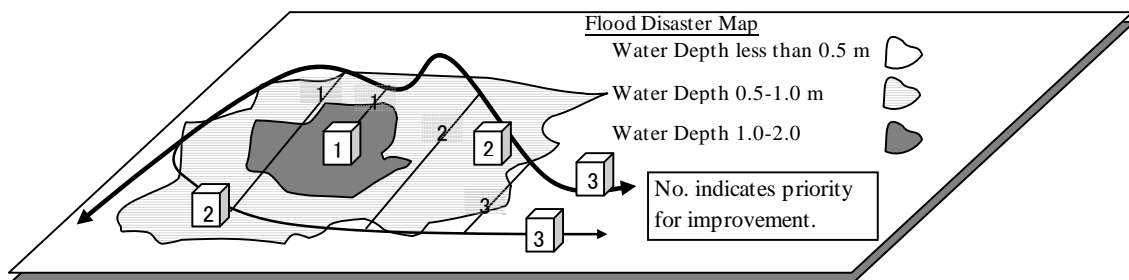 Flood Disaster Map
Water Depth less than 0.5 m
Water Depth 0.5-1.0 m
Water Depth 1.0-2.0
No. indicates priority
for improvement.
1
1
1
2
2
2
3
3
3